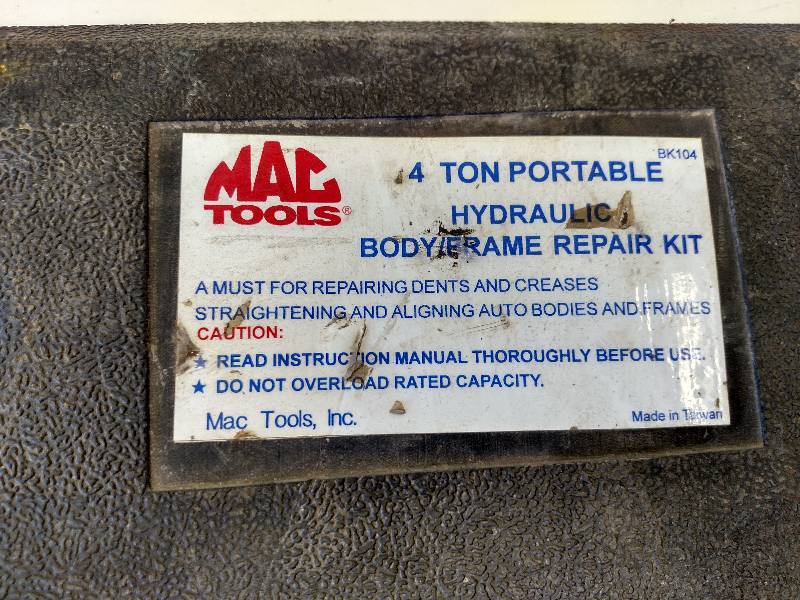 MAC
TOOLS®
BK104
4 TON PORTABLE
HYDRAULIC
BODY/FRAME REPAIR KIT
A MUST FOR REPAIRING DENTS AND CREASES
STRAIGHTENING AND ALIGNING AUTO BODIES AND FRAMES
CAUTION:
★ READ INSTRUCTION MANUAL THOROUGHLY BEFORE USE.
★ DO NOT OVERLOAD RATED CAPACITY.
Mac Tools, Inc.
Made in Taiwan